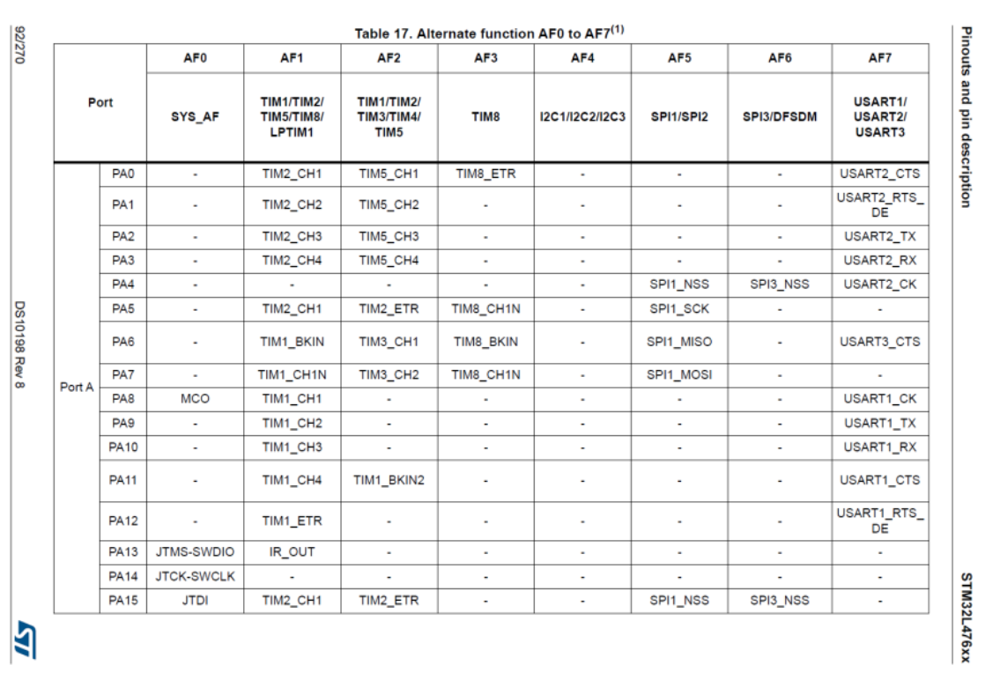 Table 17. Alternate function AF0 to AF7(1)
Port AF0 AF1 AF2 AF3 AF4 AF5 AF6 AF7
SYS_AF TIM1/TIM2/ TIM5/TIM8/ LPTIM1 TIM1/TIM2/ TIM3/TIM4/ TIM5 TIM8 I2C1/I2C2/I2C3 SPI1/SPI2 SPI3/DFSDM USART1/ USART2/ USART3
Port A
PA0 - TIM2_CH1 TIM5_CH1 TIM8_ETR - - - USART2_CTS
PA1 - TIM2_CH2 TIM5_CH2 - - - - USART2_RTS_DE
PA2 - TIM2_CH3 TIM5_CH3 - - - - USART2_TX
PA3 - TIM2_CH4 TIM5_CH4 - - - - USART2_RX
PA4 - - - - - SPI1_NSS SPI3_NSS USART2_CK
PA5 - TIM2_CH1 TIM2_ETR TIM8_CH1N - SPI1_SCK - -
PA6 - TIM1_BKIN TIM3_CH1 TIM8_BKIN - SPI1_MISO - USART3_CTS
PA7 - TIM1_CH1N TIM3_CH2 TIM8_CH1N - SPI1_MOSI - -
PA8 MCO TIM1_CH1 - - - - - USART1_CK
PA9 - TIM1_CH2 - - - - - USART1_TX
PA10 - TIM1_CH3 - - - - - USART1_RX
PA11 - TIM1_CH4 TIM1_BKIN2 - - - - USART1_CTS
PA12 - TIM1_ETR - - - - - USART1_RTS_DE
PA13 JTMS-SWDIO IR_OUT - - - - - -
PA14 JTCK-SWCLK - - - - - - -
PA15 JTDI TIM2_CH1 TIM2_ETR - - SPI1_NSS SPI3_NSS -
92/270
DS10198 Rev 8
ST
Pinouts and pin description
STM32L476xx